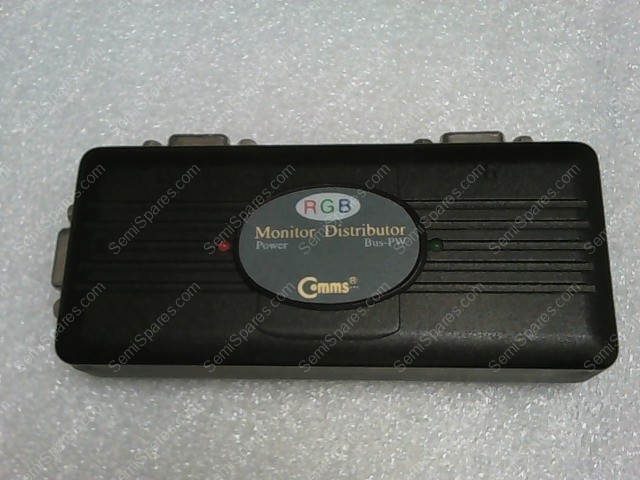 RGB
Monitor Distributor
Power Bus-PW
Comms®
SemiSpares.com